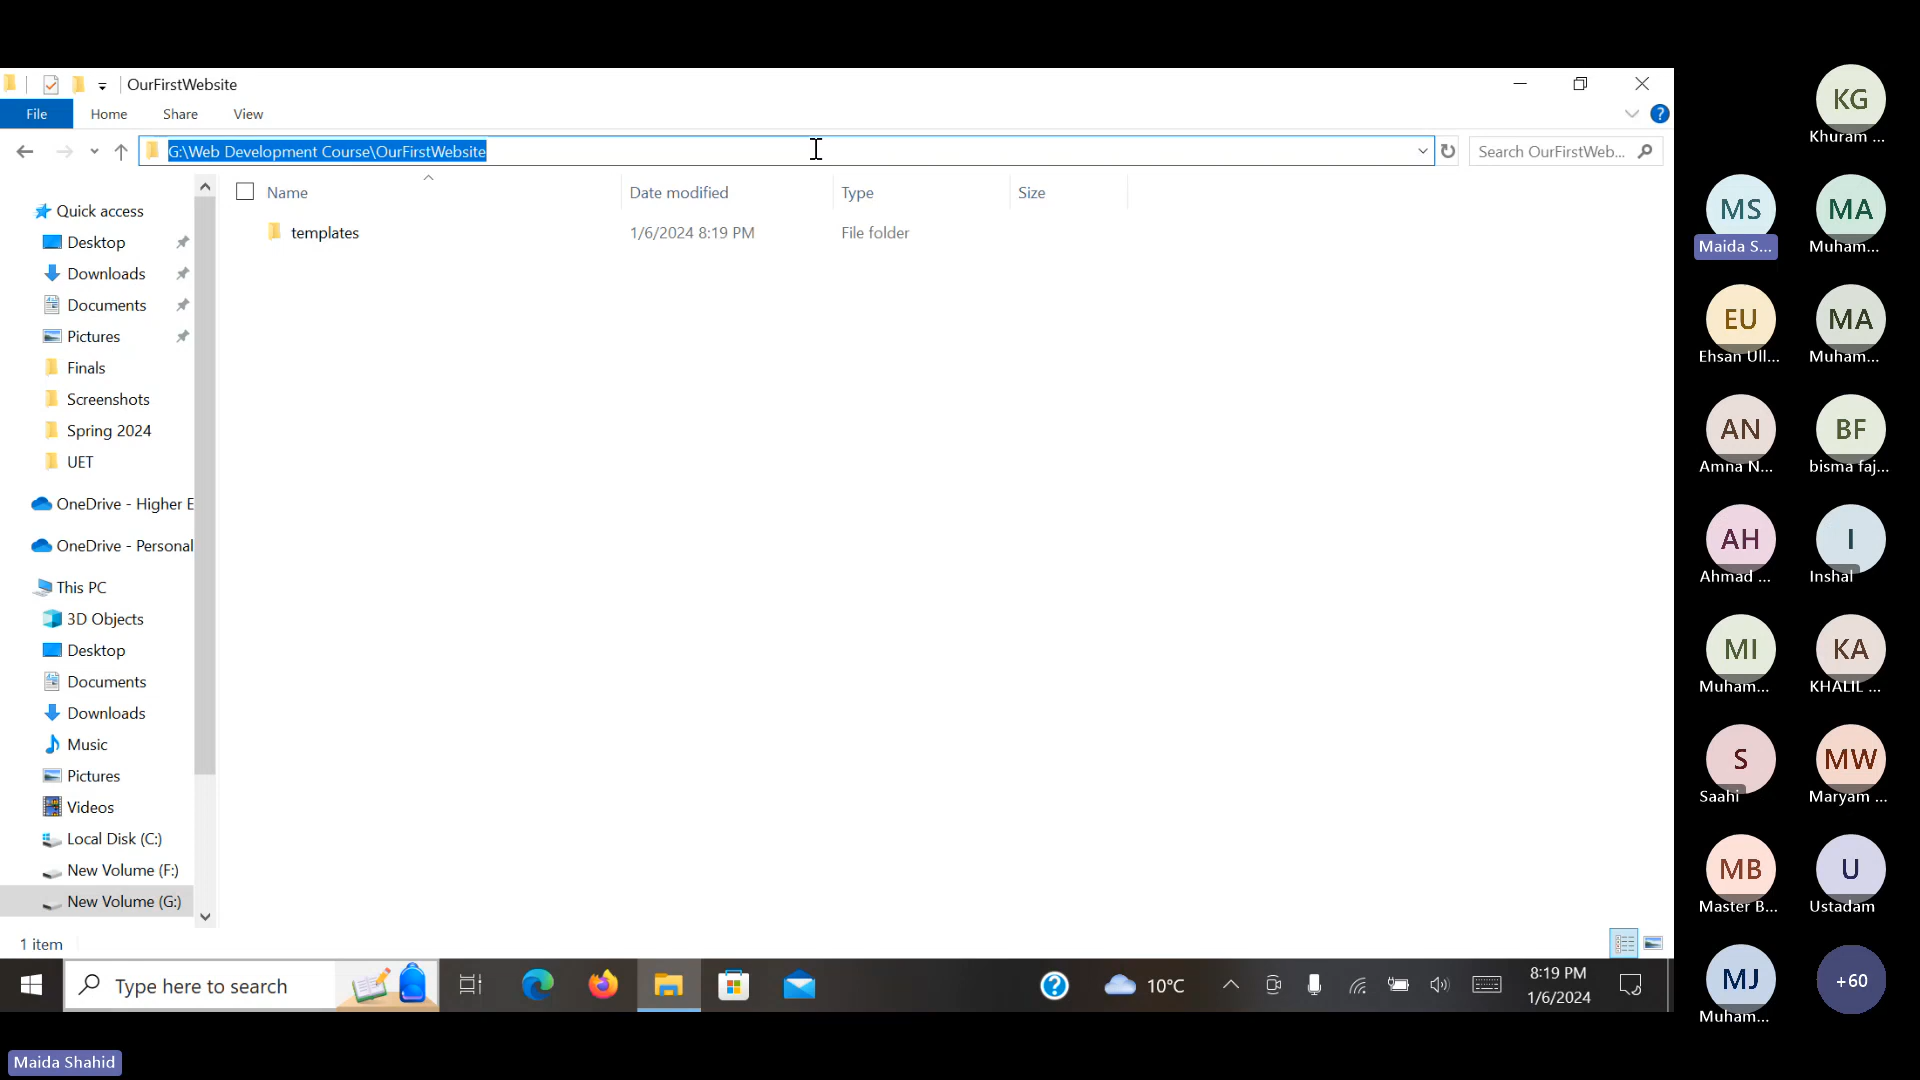 OurFirstWebsite
File
Home
Share
View
?
G:\Web Development Course\OurFirstWebsite
Search OurFirstWeb...
Name
Date modified
Type
Size
templates
1/6/2024 8:19 PM
File folder
Quick access
Desktop
Downloads
Documents
Pictures
Finals
Screenshots
Spring 2024
UET
OneDrive - Higher E
OneDrive - Personal
This PC
3D Objects
Desktop
Documents
Downloads
Music
Pictures
Videos
Local Disk (C:)
New Volume (F:)
New Volume (G:)
1 item
Type here to search
?
10°C
8:19 PM
1/6/2024
KG
Khuram ...
MS
Maida S...
MA
Muham...
EU
Ehsan Ull...
MA
Muham...
AN
Amna N...
BF
bisma faj...
AH
Ahmad ...
I
Inshal
MI
Muham...
KA
KHALIL ...
S
Saahi
MW
Maryam ...
MB
Master B...
U
Ustadam
MJ
Muham...
+60
Maida Shahid